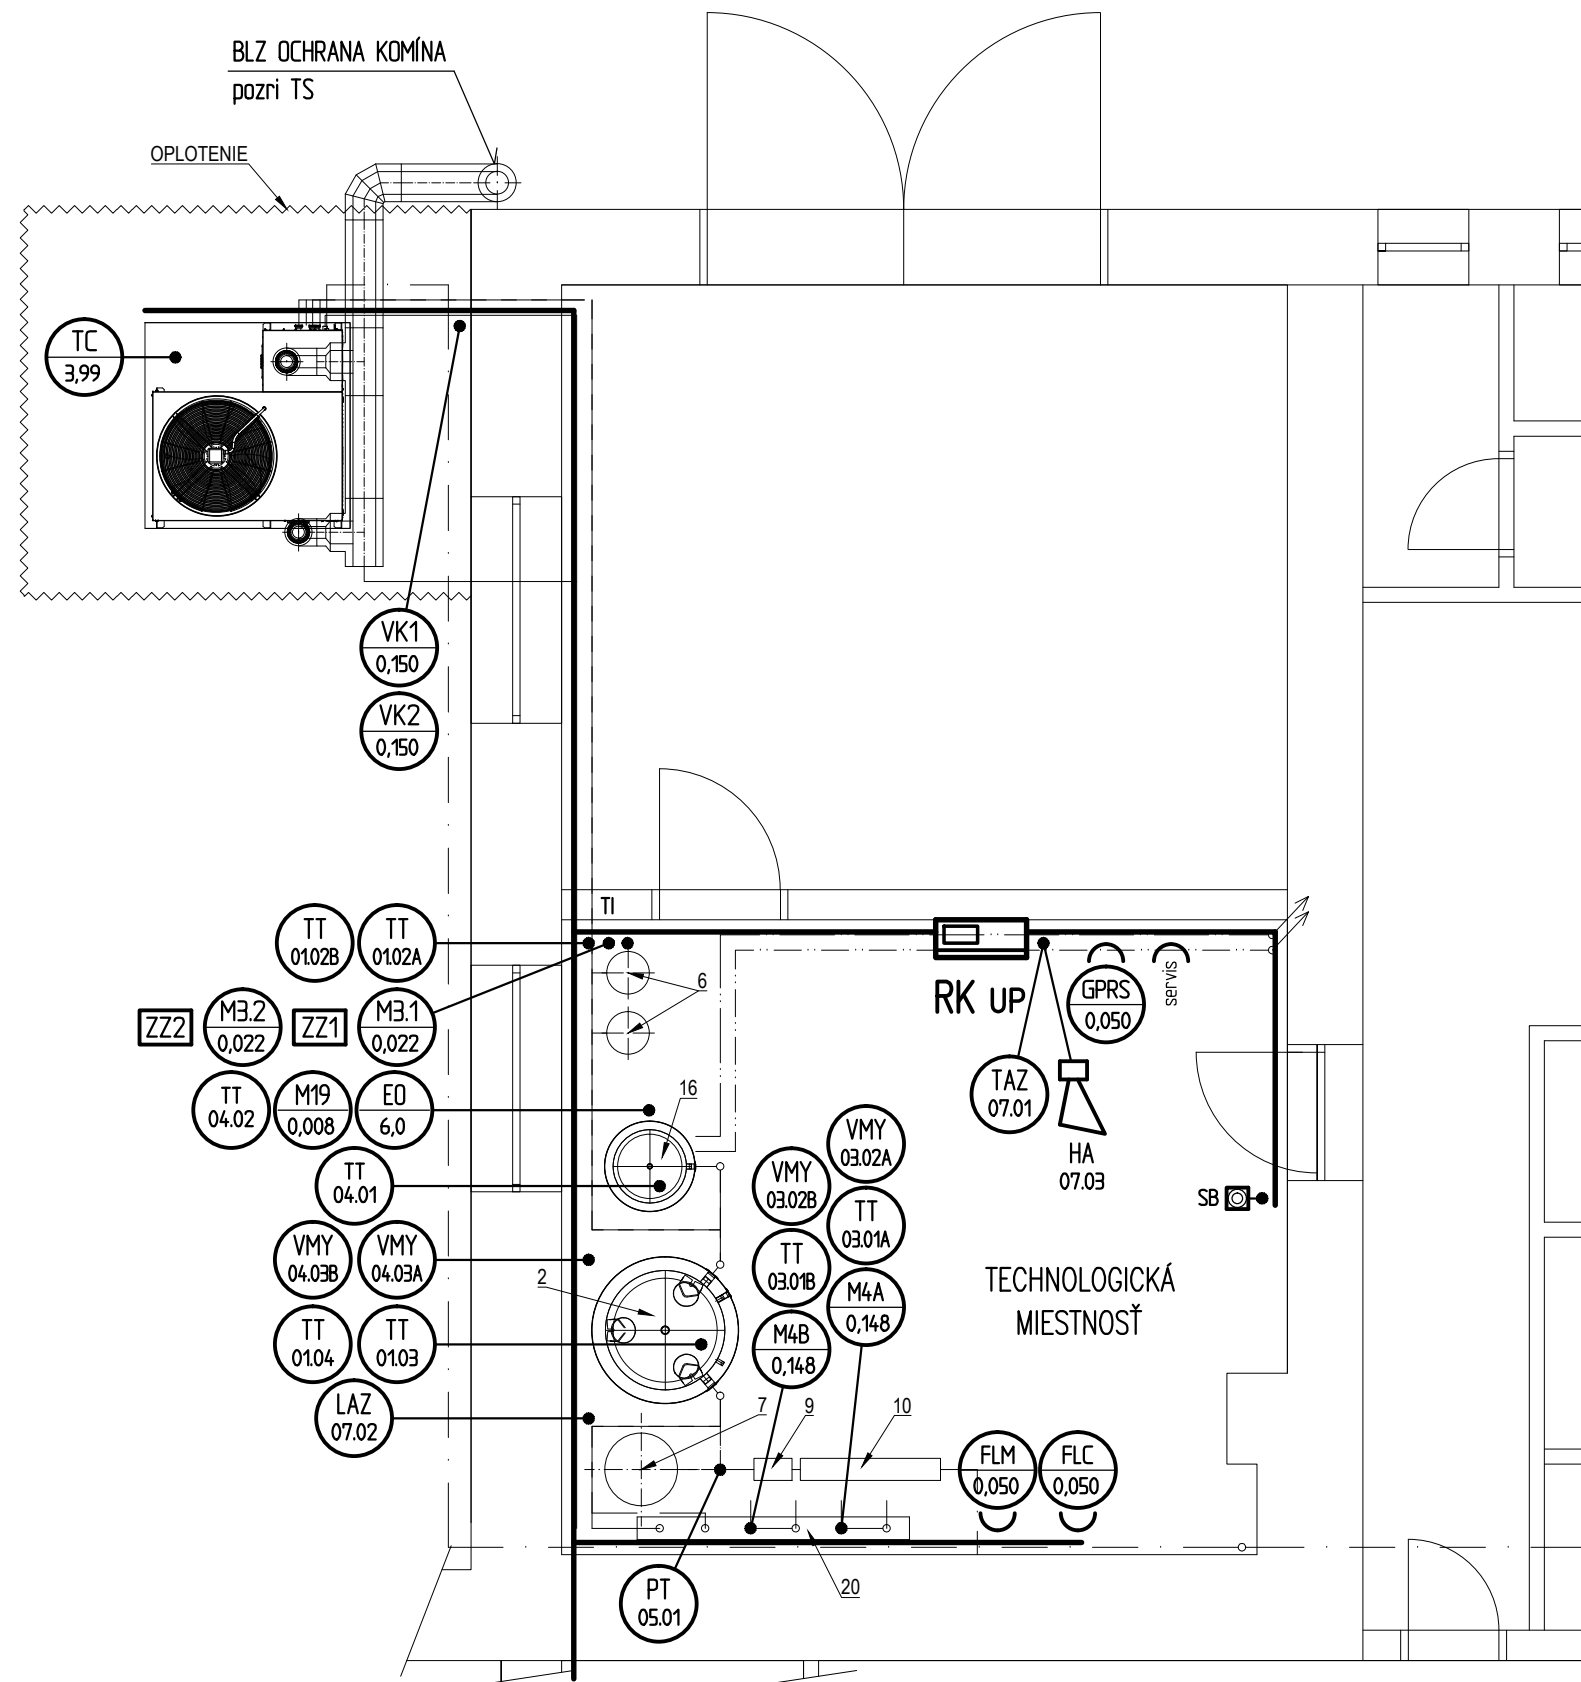 BLZ OCHRANA KOMÍNA
pozri TS
OPLOTENIE
TC
3,99
VK1
0,150
VK2
0,150
TI
TT
01.02B
TT
01.02A
6
RK UP
GPRS
0,050
servis
ZZ2
M3.2
0,022
ZZ1
M3.1
0,022
TAZ
07.01
HA
07.03
TT
04.02
M19
0,008
EO
6,0
16
VMY
03.02A
VMY
03.02B
TT
04.01
SB
TT
03.01A
VMY
04.03B
VMY
04.03A
2
TT
03.01B
TECHNOLOGICKÁ
MIESTNOSŤ
M4A
0,148
TT
01.04
TT
01.03
M4B
0,148
LAZ
07.02
7
9
10
FLM
0,050
FLC
0,050
PT
05.01
20